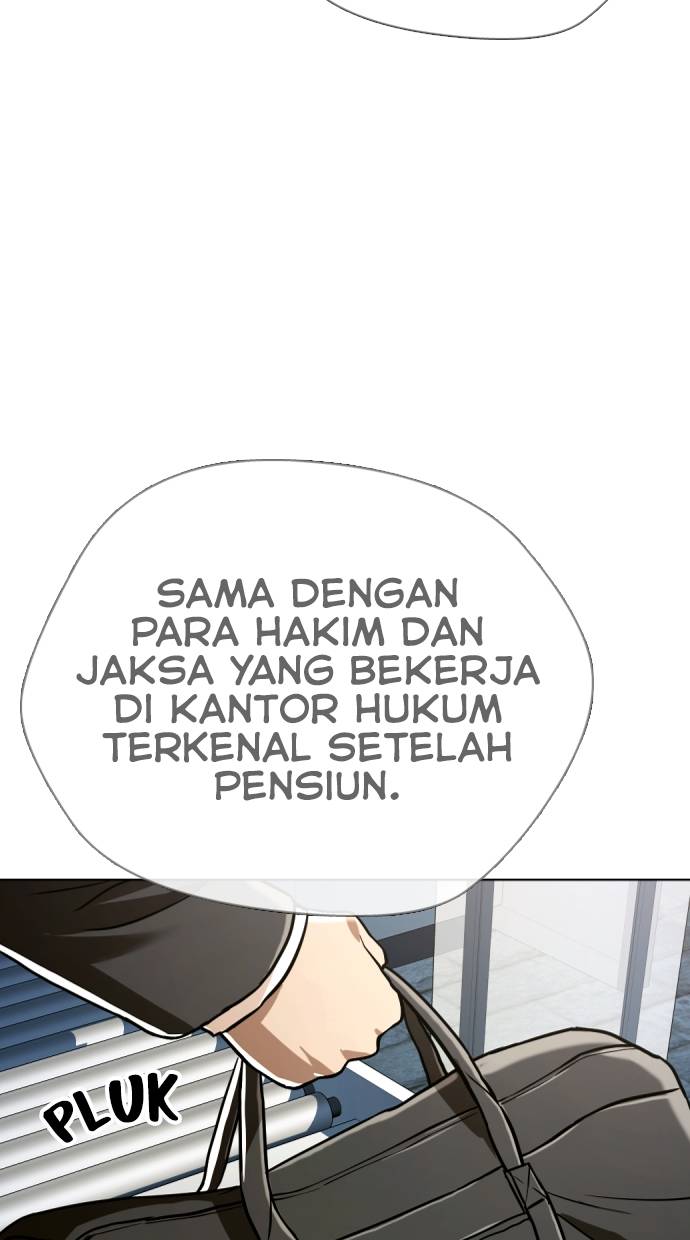 SAMA DENGAN
PARA HAKIM DAN
JAKSA YANG BEKERJA
DI KANTOR HUKUM
TERKENAL SETELAH
PENSIUN.
PLUK